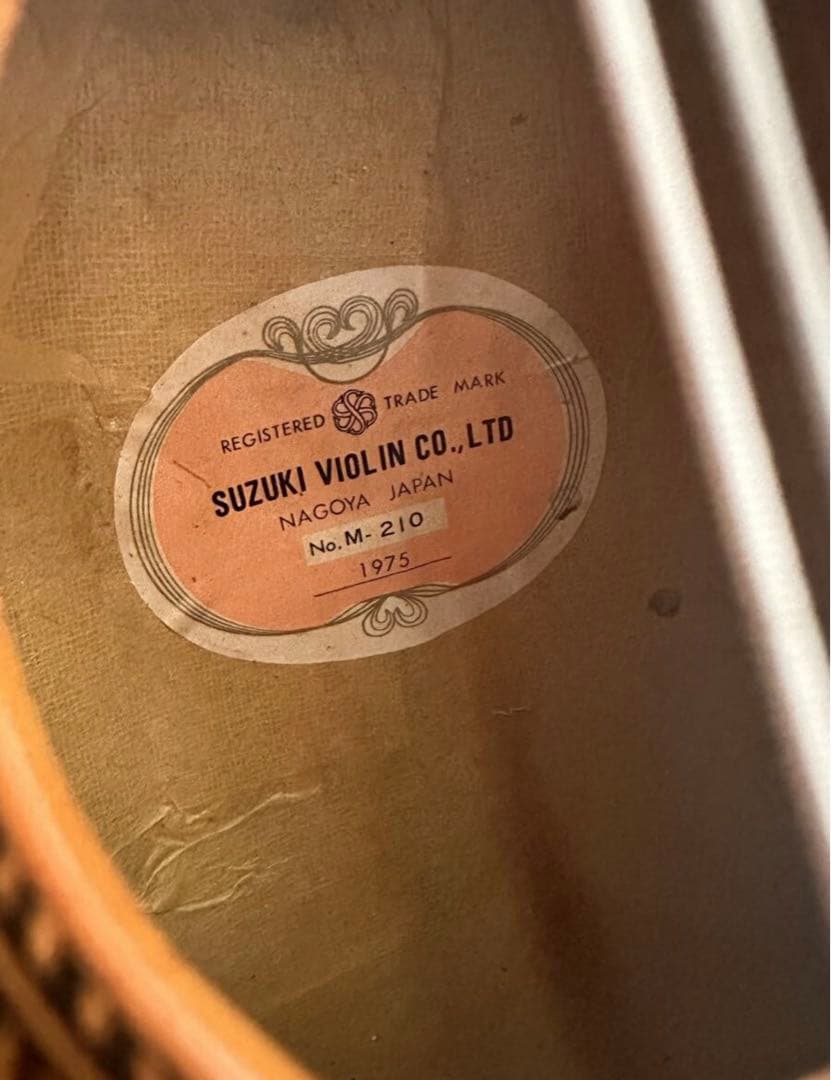 REGISTERED TRADE MARK
SUZUKI VIOLIN CO.,LTD
NAGOYA JAPAN
No. M-210
1975